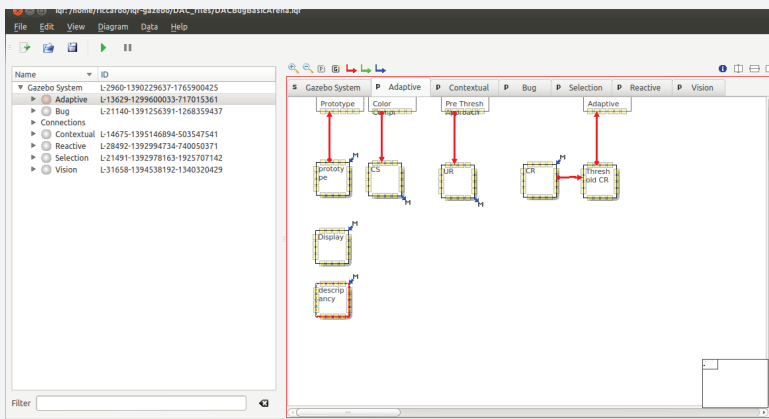 iqr: /home/riccardo/iqr-gazebo/DAC_files/DACBugBasicArena.iqr
File Edit View Diagram Data Help
Name ID
Gazebo System L-2960-1390229637-1765900425
Adaptive L-13629-1299600033-717015361
Bug L-21140-1391256391-1268359437
Connections
Contextual L-14675-1395146894-503547541
Reactive L-28492-1392994734-740050371
Selection L-21491-1392978163-1925707142
Vision L-31658-1394538192-1340320429
Filter
P G
S Gazebo System P Adaptive P Contextual P Bug P Selection P Reactive P Vision
Prototype Color Pre Thresh Adaptive
M M
prototy
pe
CS
UR
CR
Thresh
old CR
M M
M
Display
M
descrip
ancy